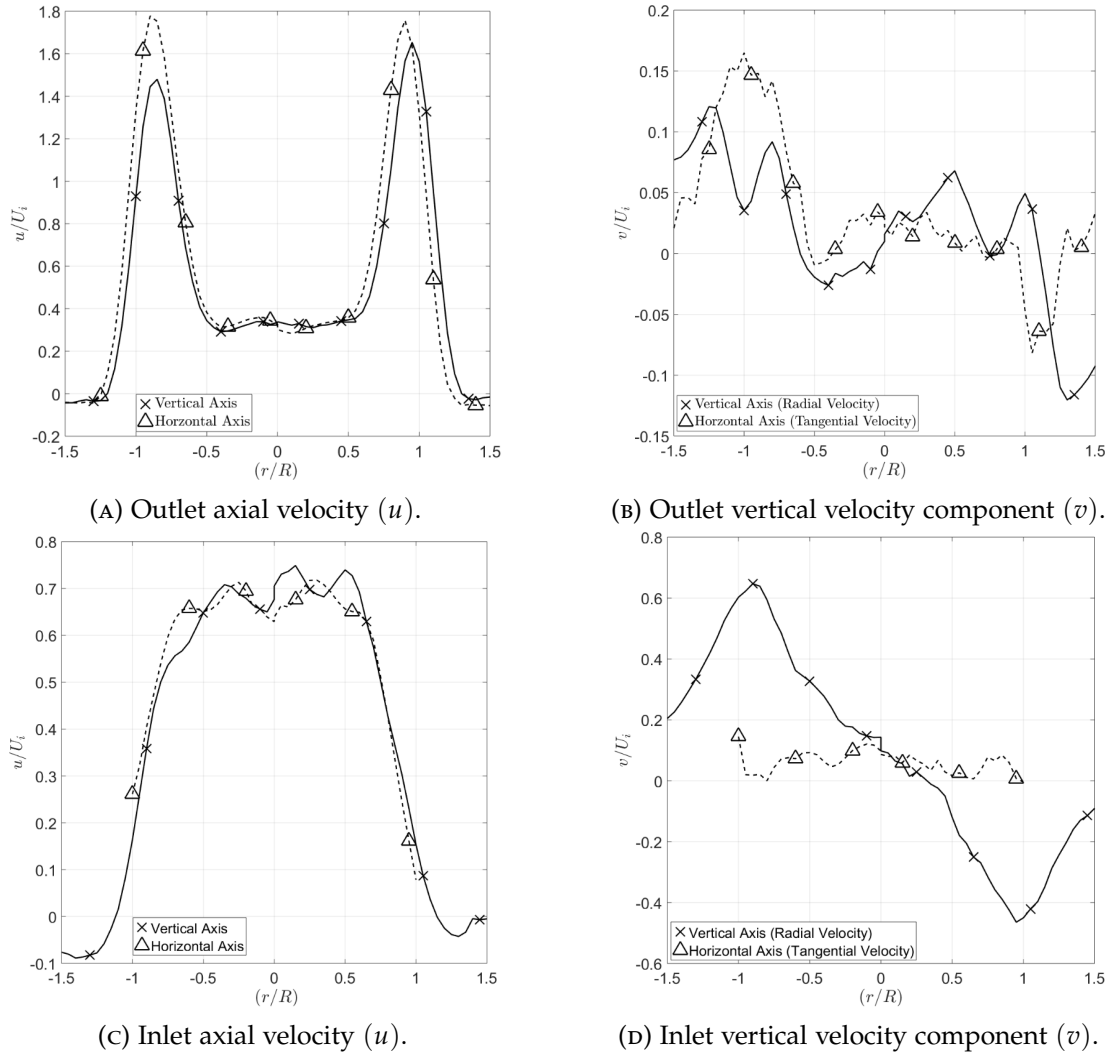 1.8
1.6
1.4
1.2
1
0.8
0.6
0.4
0.2
0
-0.2
u/U_i
× Vertical Axis
△ Horzontal Axis
-1.5 -1 -0.5 0 0.5 1 1.5
(r/R)
(A) Outlet axial velocity (u).
0.2
0.15
0.1
0.05
0
-0.05
-0.1
-0.15
v/U_i
× Vertical Axis (Radial Velocity)
△ Horizontal Axis (Tangential Velocity)
-1.5 -1 -0.5 0 0.5 1 1.5
(r/R)
(B) Outlet vertical velocity component (v).
0.8
0.7
0.6
0.5
0.4
0.3
0.2
0.1
0
-0.1
u/U_i
× Vertical Axis
△ Horizontal Axis
-1.5 -1 -0.5 0 0.5 1 1.5
(r/R)
(C) Inlet axial velocity (u).
0.8
0.6
0.4
0.2
0
-0.2
-0.4
-0.6
v/U_i
× Vertical Axis (Radial Velocity)
△ Horizontal Axis (Tangential Velocity)
-1.5 -1 -0.5 0 0.5 1 1.5
(r/R)
(D) Inlet vertical velocity component (v).